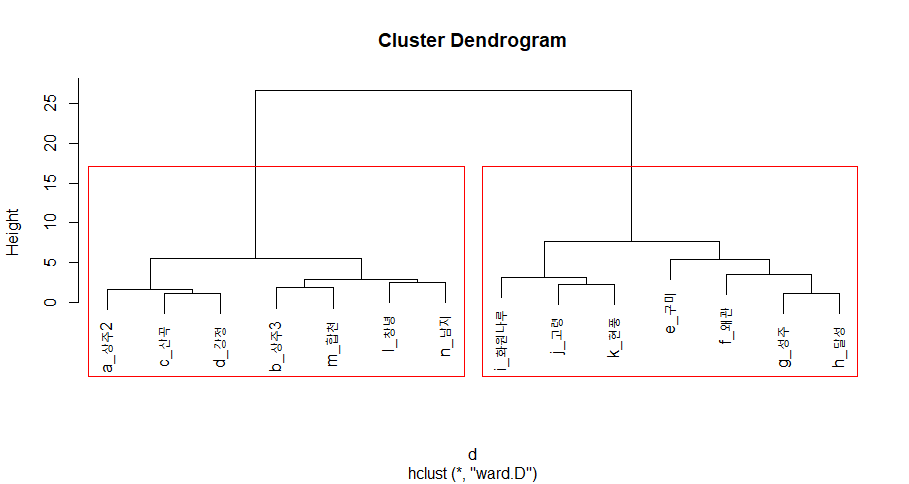 Cluster Dendrogram
Height
25
20
15
10
5
0
a_상주2
c_산곡
d_강정
b_상주3
m_합천
l_창녕
n_남지
i_화원나루
j_고령
k_현풍
e_구미
f_왜관
g_성주
h_달성
d
hclust (*, "ward.D")